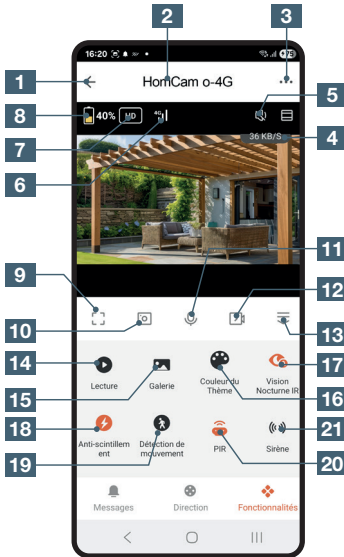 2
3
16:20
75
1
HomCam o-4G
5
8
40%
HD
4G
7
36 KB/S
4
6
11
9
12
10
13
14
17
Lecture
Galerie
Couleur du
Thème
Vision
Nocturne IR
15
16
18
21
Anti-scintillem
ent
Détection de
mouvement
PIR
Sirène
19
20
Messages
Direction
Fonctionnalités